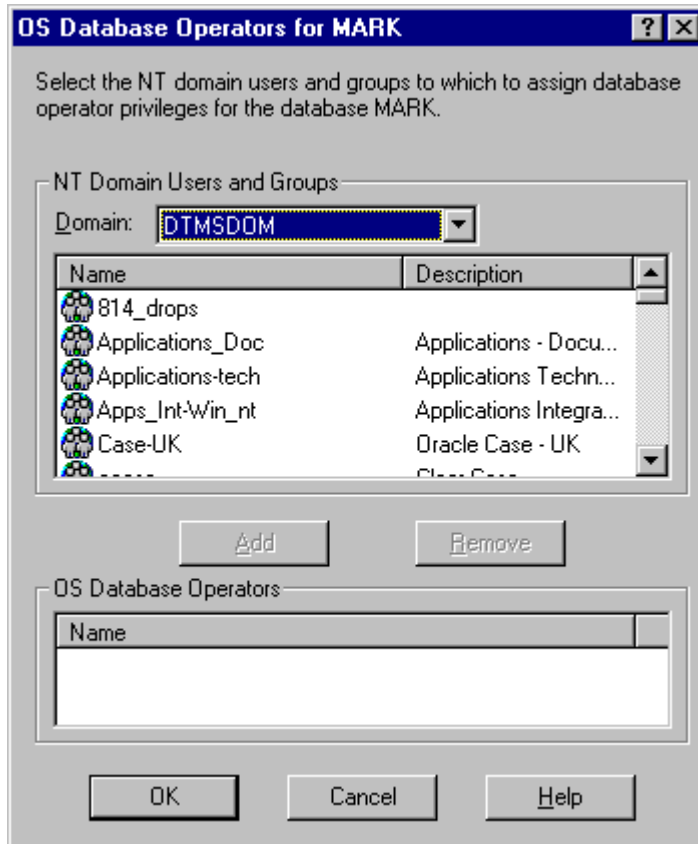 OS Database Operators for MARK
Select the NT domain users and groups to which to assign database
operator privileges for the database MARK.
NT Domain Users and Groups
Domain: DTMSDOM
Name Description
814_drops
Applications_Doc Applications - Docu...
Applications-tech Applications Techn...
Apps_Int-Win_nt Applications Integra...
Case-UK Oracle Case - UK
Add Remove
OS Database Operators
Name
OK Cancel Help